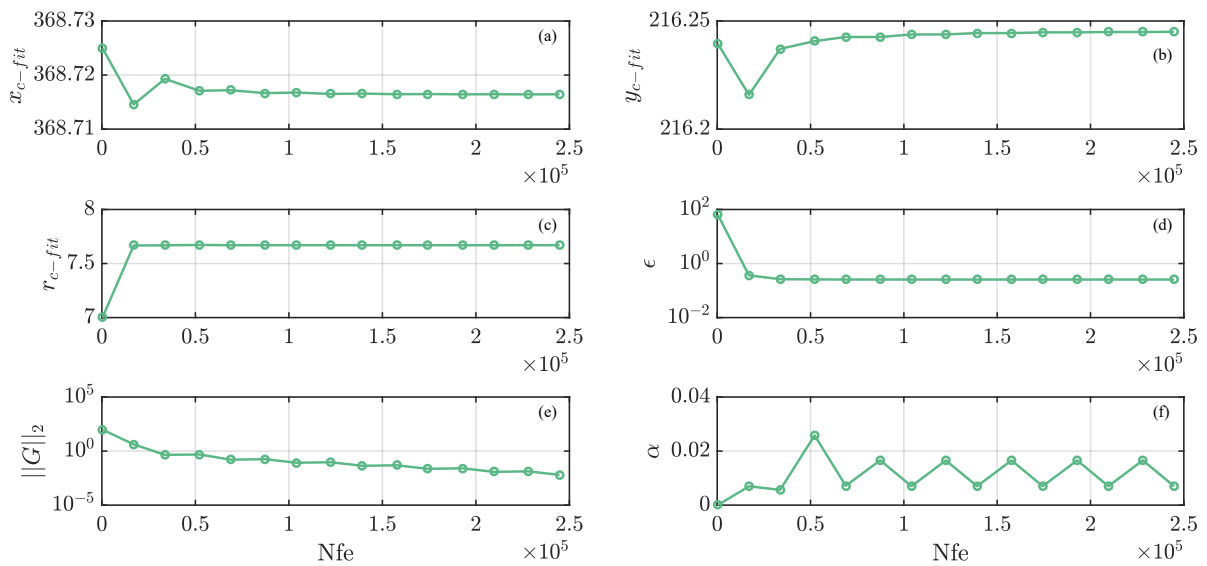 368.73
368.72
368.71
x_{c-fit}
(a)
0 0.5 1 1.5 2 2.5
×10^5
216.25
216.2
y_{c-fit}
(b)
0 0.5 1 1.5 2 2.5
×10^5
8
7.5
7
r_{c-fit}
(c)
0 0.5 1 1.5 2 2.5
×10^5
10^2
10^0
10^{-2}
ϵ
(d)
0 0.5 1 1.5 2 2.5
×10^5
10^5
10^0
10^{-5}
||G||_2
(e)
0 0.5 1 1.5 2 2.5
×10^5
Nfe
0.04
0.02
0
α
(f)
0 0.5 1 1.5 2 2.5
×10^5
Nfe